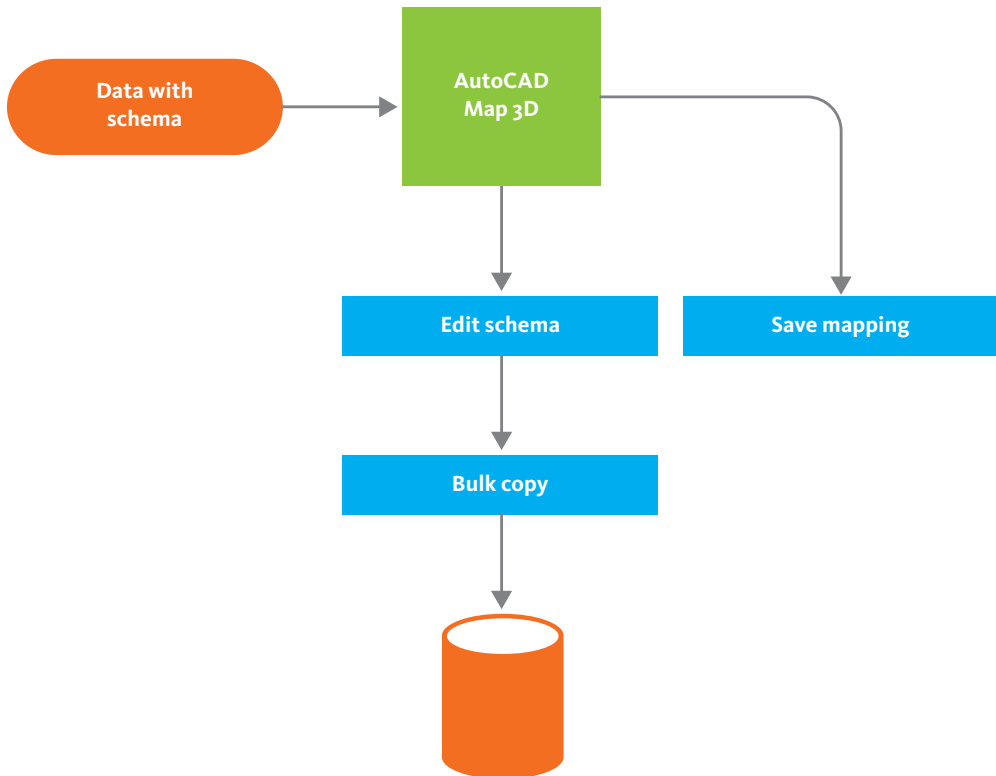 Data with
schema
AutoCAD
Map 3D
Edit schema
Save mapping
Bulk copy